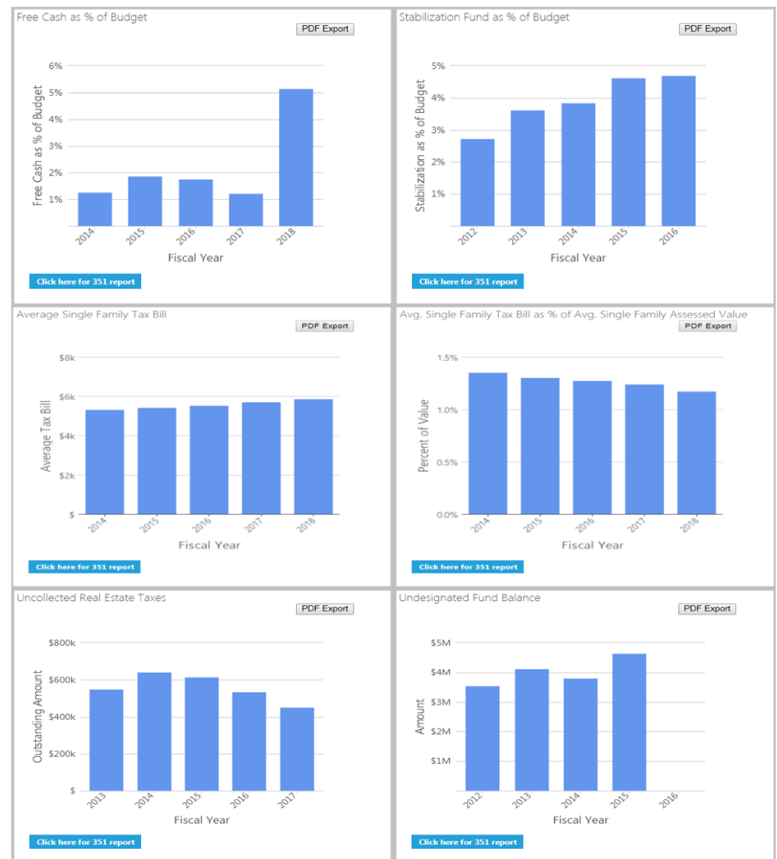 Free Cash as % of Budget
PDF Export
Free Cash as % of Budget
6%
5%
4%
3%
2%
1%
2014 2015 2016 2017 2018
Fiscal Year
Click here for 351 report
Stabilization Fund as % of Budget
PDF Export
Stabilization as % of Budget
5%
4%
3%
2%
1%
2012 2013 2014 2015 2016
Fiscal Year
Click here for 351 report
Average Single Family Tax Bill
PDF Export
Average Tax Bill
$8k
$6k
$4k
$2k
$
2014 2015 2016 2017 2018
Fiscal Year
Click here for 351 report
Avg. Single Family Tax Bill as % of Avg. Single Family Assessed Value
PDF Export
Percent of Value
1.5%
1.0%
0.5%
0.0%
2014 2015 2016 2017 2018
Fiscal Year
Click here for 351 report
Uncollected Real Estate Taxes
PDF Export
Outstanding Amount
$800k
$600k
$400k
$200k
$
2013 2014 2015 2016 2017
Fiscal Year
Click here for 351 report
Undesignated Fund Balance
PDF Export
Amount
$5M
$4M
$3M
$2M
$1M
2012 2013 2014 2015 2016
Fiscal Year
Click here for 351 report